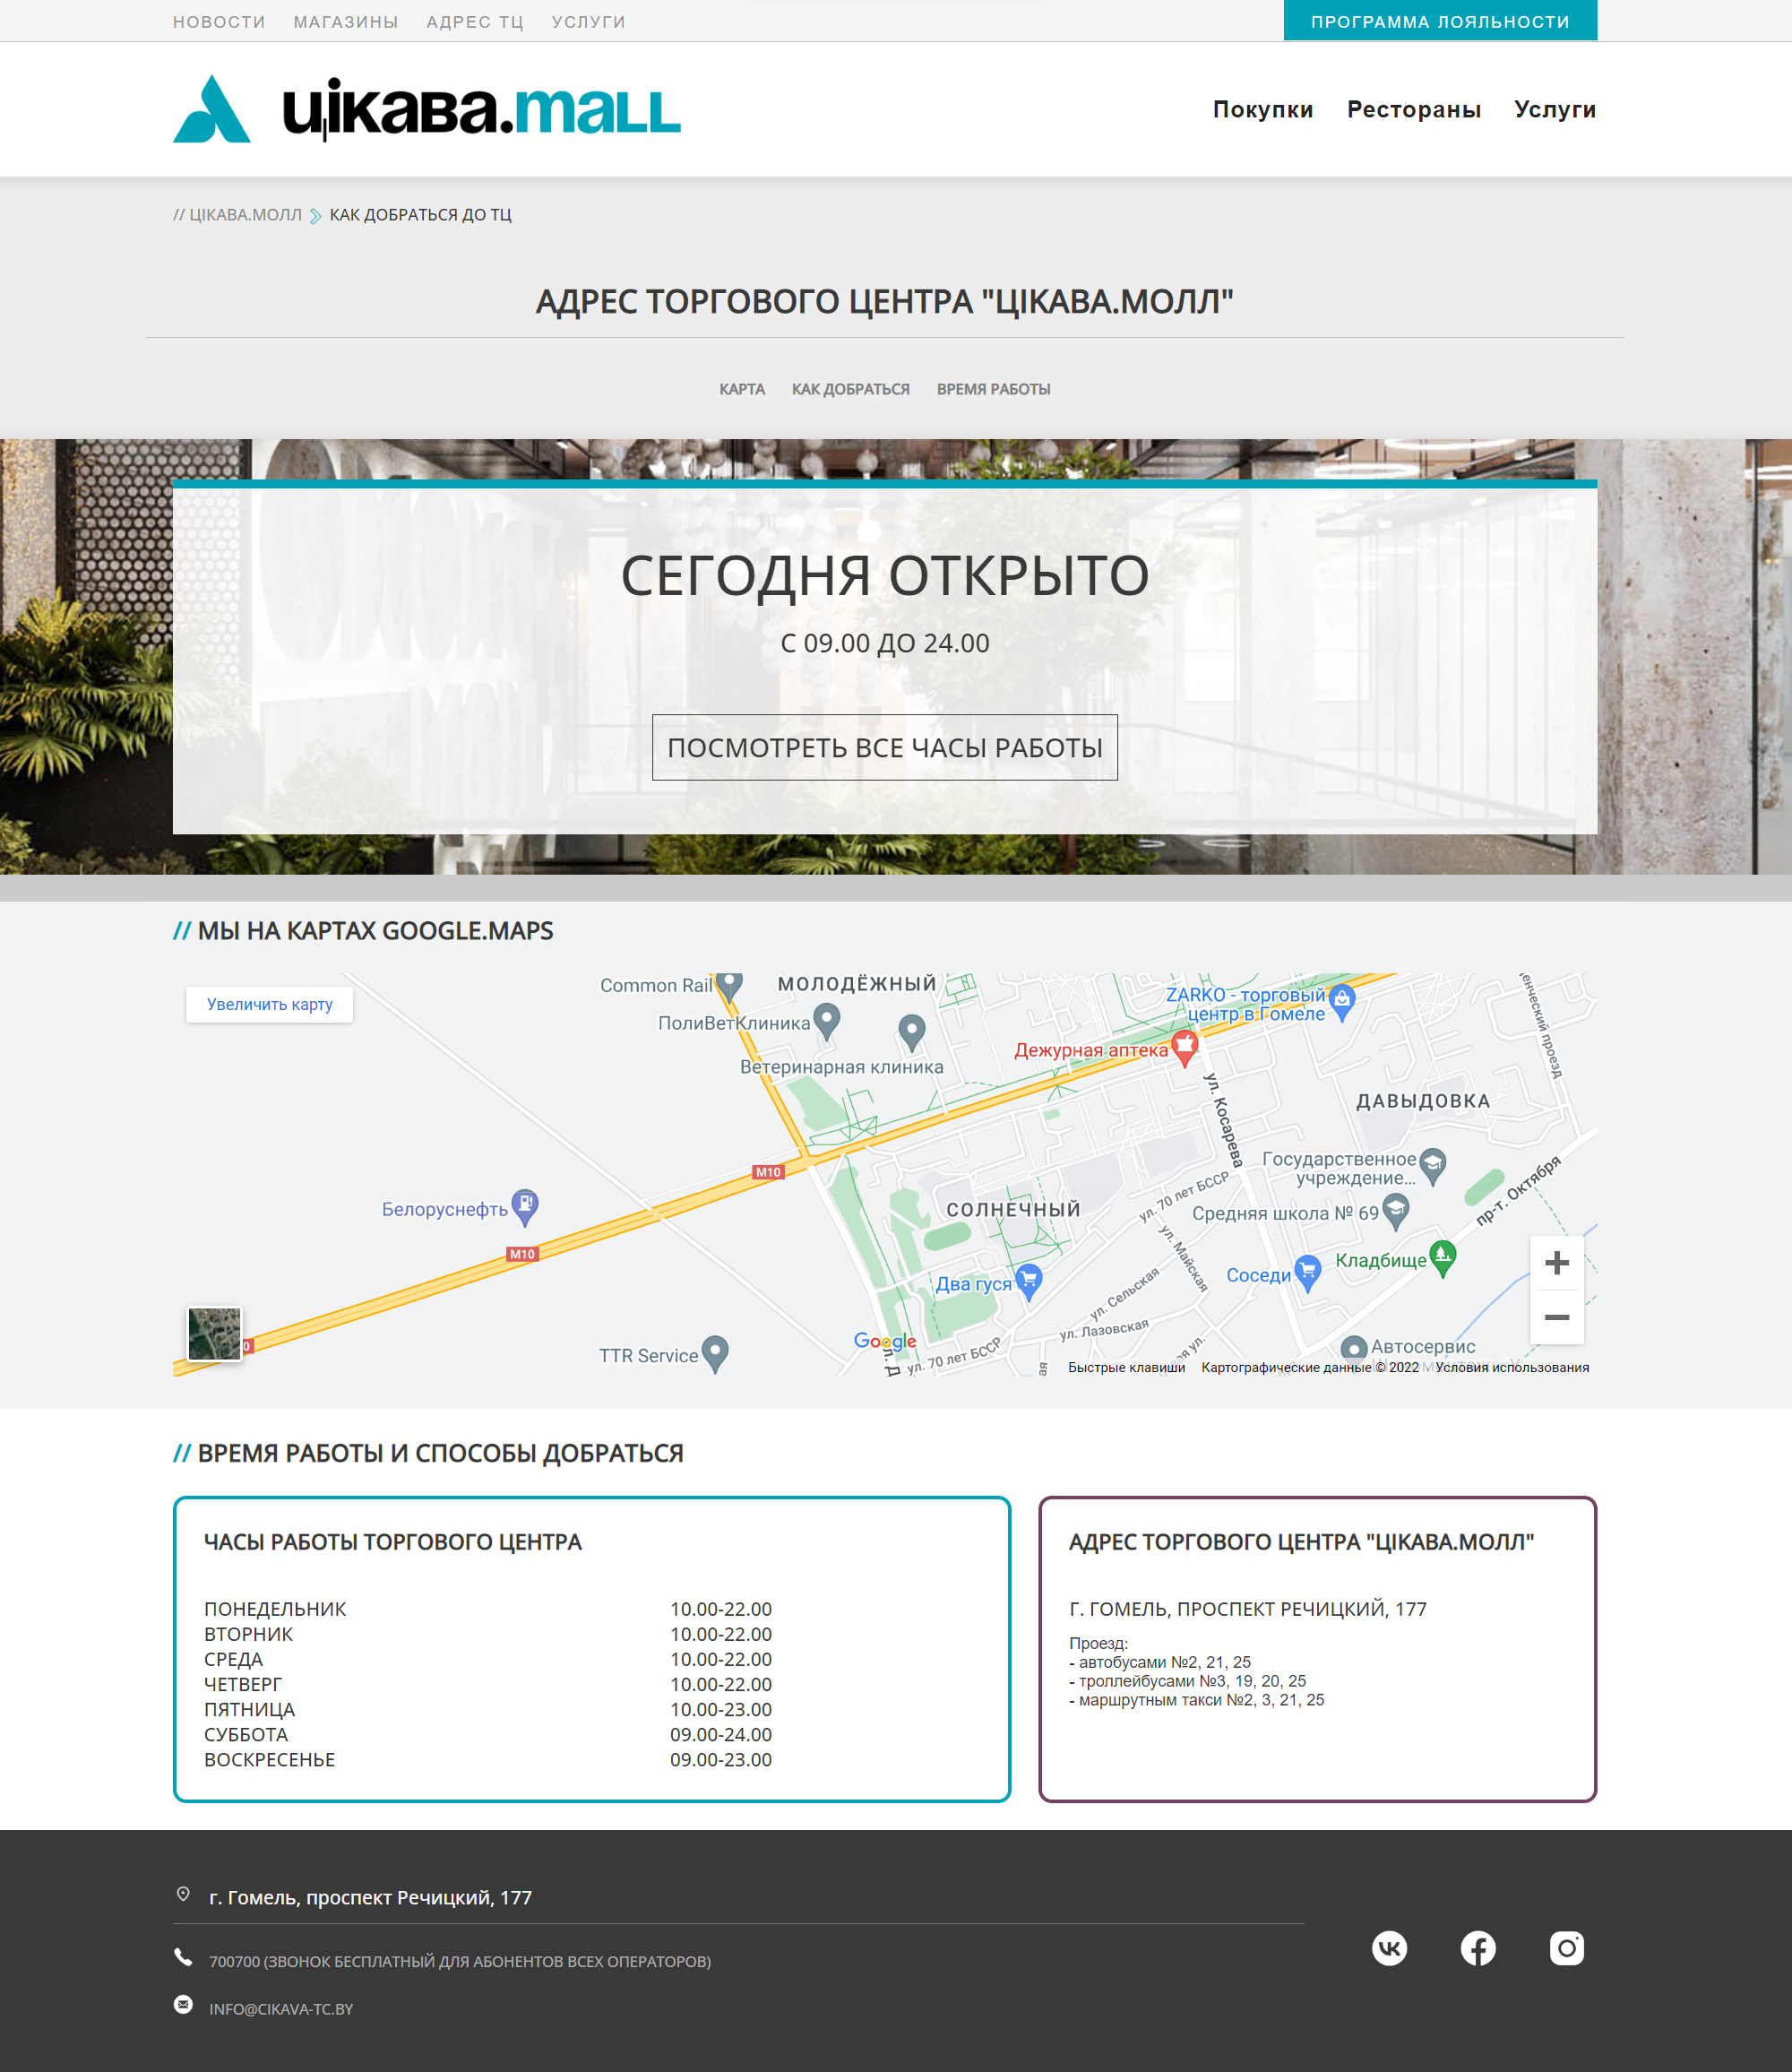 НОВОСТИ МАГАЗИНЫ АДРЕС ТЦ УСЛУГИ ПРОГРАММА ЛОЯЛЬНОСТИ
цікава.mall
Покупки Рестораны Услуги
// ЦІКАВА.МОЛЛ КАК ДОБРАТЬСЯ ДО ТЦ
АДРЕС ТОРГОВОГО ЦЕНТРА "ЦІКАВА.МОЛЛ"
КАРТА КАК ДОБРАТЬСЯ ВРЕМЯ РАБОТЫ
СЕГОДНЯ ОТКРЫТО
С 09.00 ДО 24.00
ПОСМОТРЕТЬ ВСЕ ЧАСЫ РАБОТЫ
// МЫ НА КАРТАХ GOOGLE.MAPS
Увеличить карту
Common Rail
МОЛОДЁЖНЫЙ
ZARKO - торговый
центр в Гомеле
ПолиВетКлиника
Ветеринарная клиника
Дежурная аптека
проезд
ул. Косарева
ДАВЫДОВКА
M10
Государственное
учреждение...
пр-т. Октября
Белоруснефть
СОЛНЕЧНЫЙ
ул. 70 лет БССР
Средняя школа № 69
M10
ул. Майская
Кладбище
Соседи
Два гуся
ул. Сельская
ул. Лазовская
Google
ул. 70 лет БССР
TTR Service
Автосервис
Быстрые клавиши Картографические данные © 2022 Условия использования
// ВРЕМЯ РАБОТЫ И СПОСОБЫ ДОБРАТЬСЯ
ЧАСЫ РАБОТЫ ТОРГОВОГО ЦЕНТРА
ПОНЕДЕЛЬНИК 10.00-22.00
ВТОРНИК 10.00-22.00
СРЕДА 10.00-22.00
ЧЕТВЕРГ 10.00-22.00
ПЯТНИЦА 10.00-23.00
СУББОТА 09.00-24.00
ВОСКРЕСЕНЬЕ 09.00-23.00
АДРЕС ТОРГОВОГО ЦЕНТРА "ЦІКАВА.МОЛЛ"
Г. ГОМЕЛЬ, ПРОСПЕКТ РЕЧИЦКИЙ, 177
Проезд:
- автобусами №2, 21, 25
- троллейбусами №3, 19, 20, 25
- маршрутным такси №2, 3, 21, 25
г. Гомель, проспект Речицкий, 177
700700 (ЗВОНОК БЕСПЛАТНЫЙ ДЛЯ АБОНЕНТОВ ВСЕХ ОПЕРАТОРОВ)
INFO@CIKAVA-TC.BY